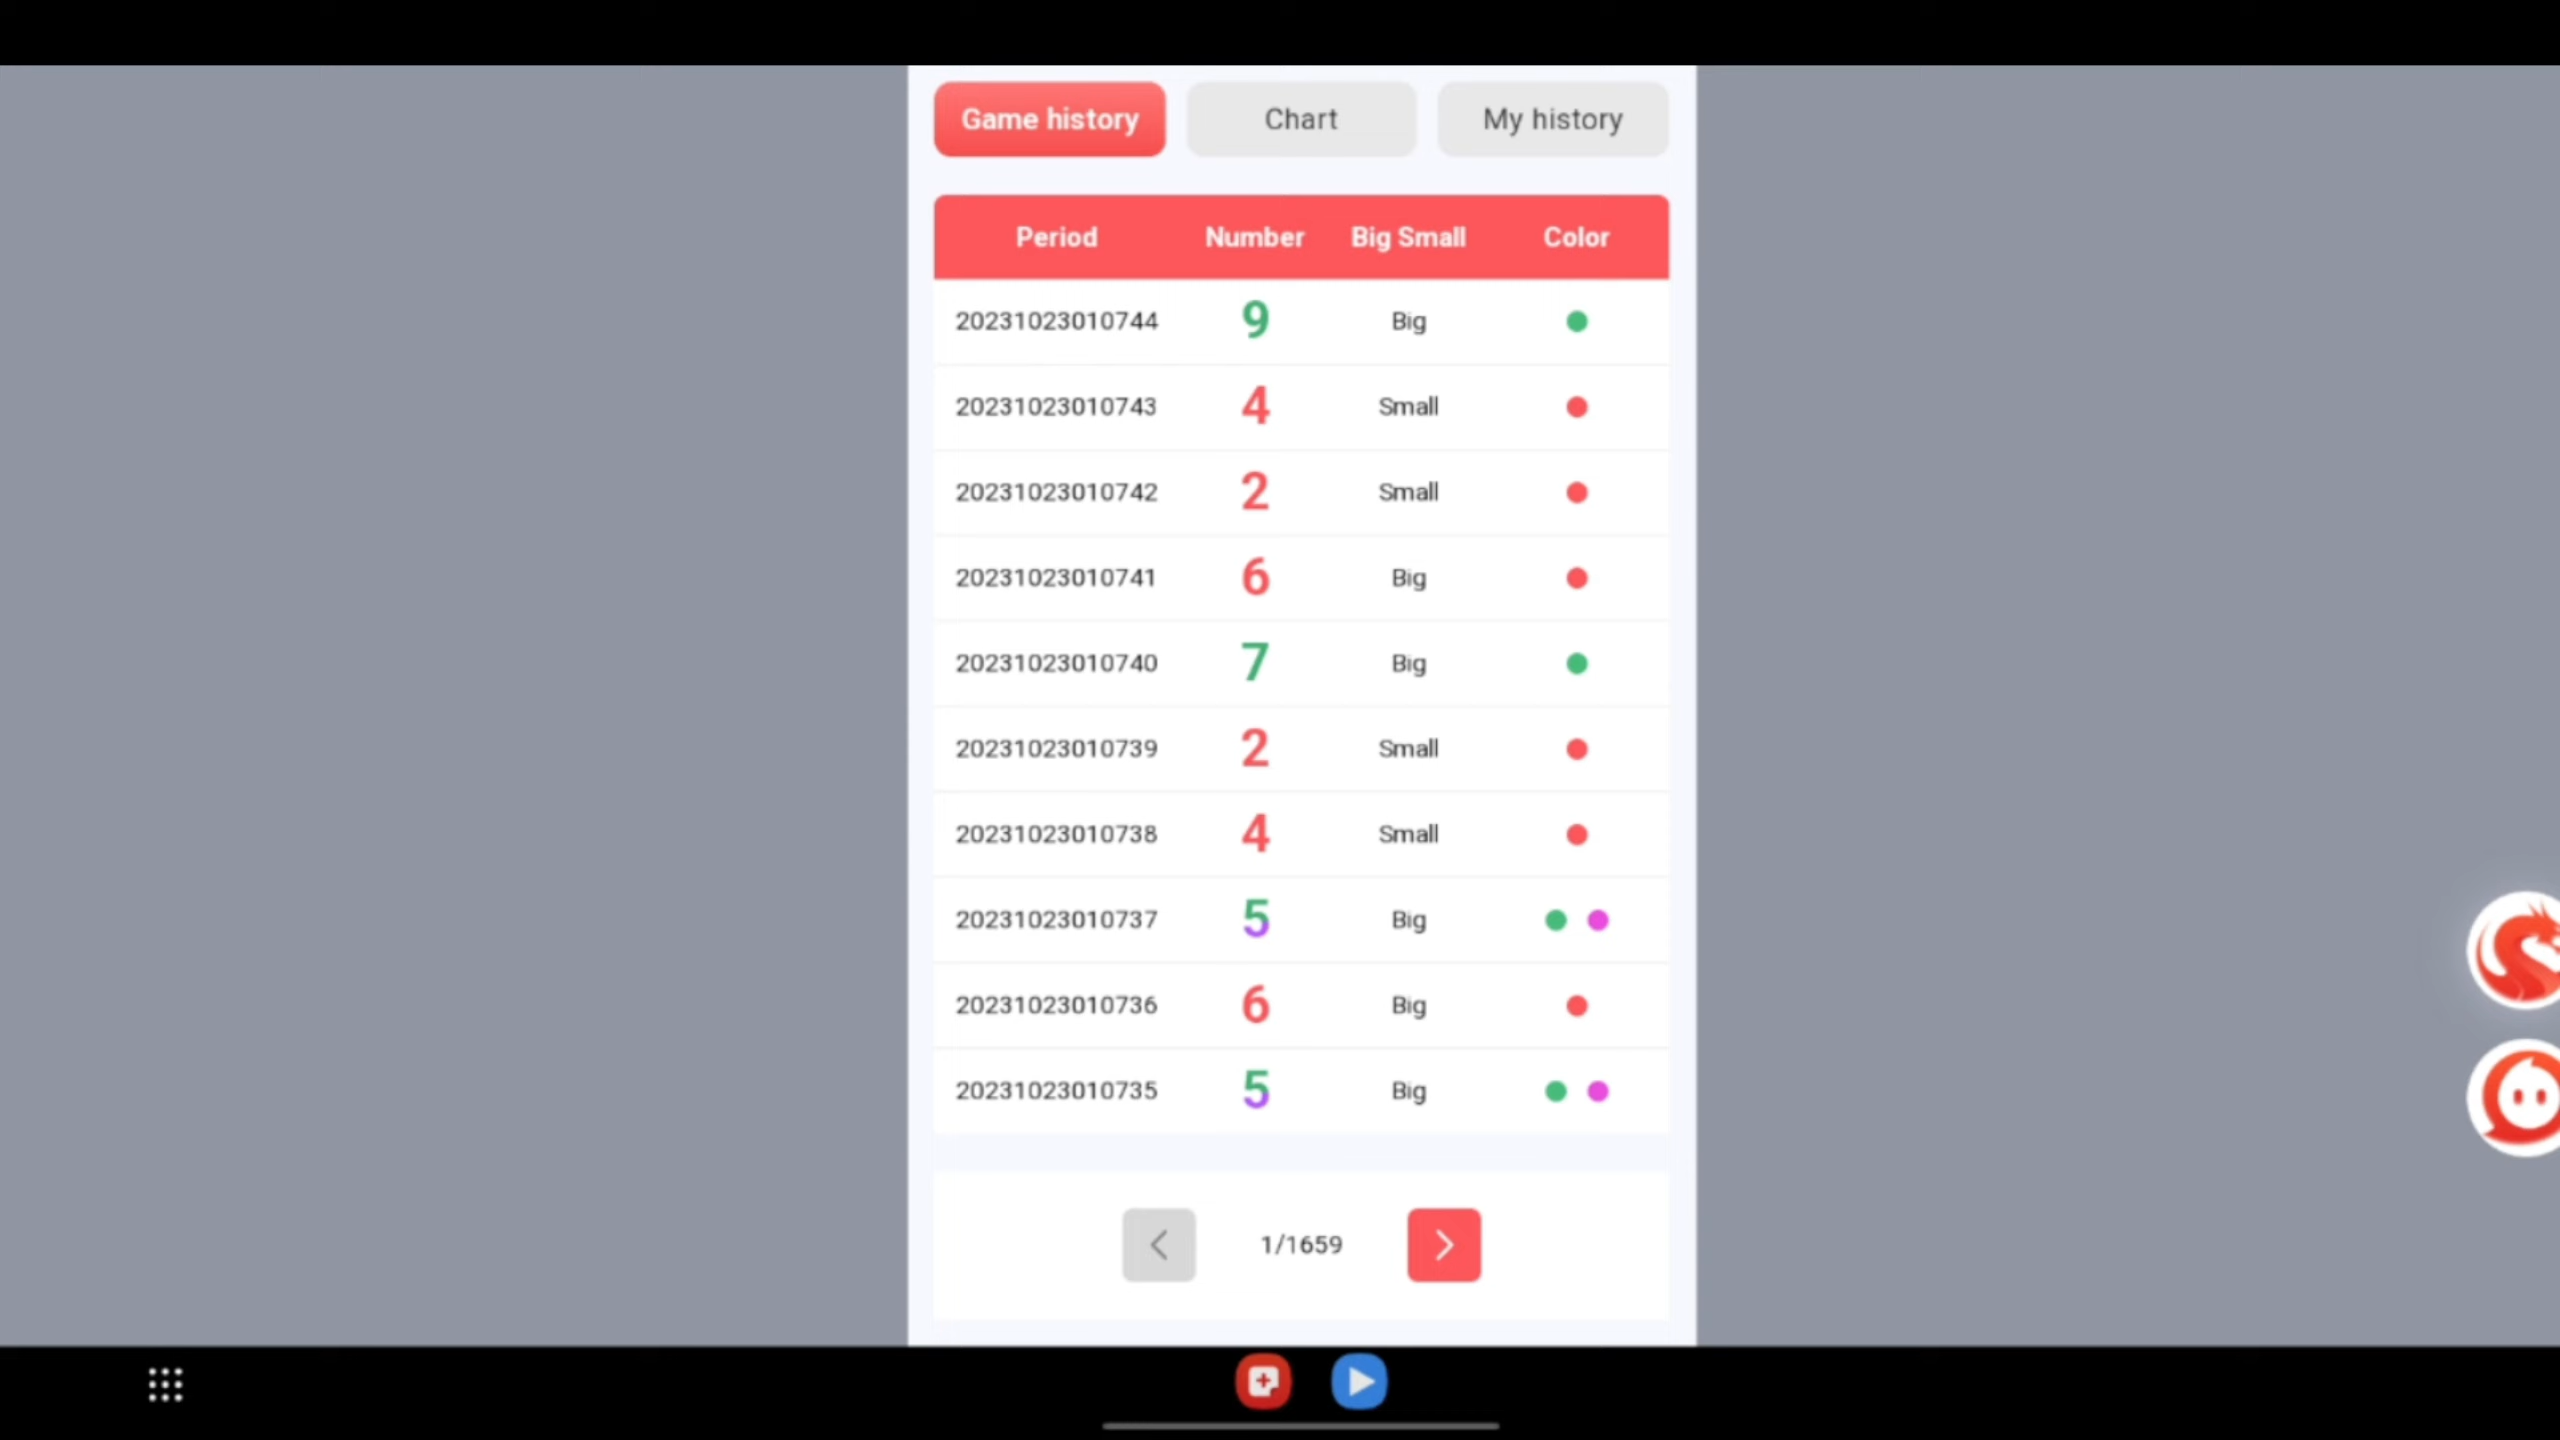 Game history Chart My history
Period Number Big Small Color
20231023010744 9 Big
20231023010743 4 Small
20231023010742 2 Small
20231023010741 6 Big
20231023010740 7 Big
20231023010739 2 Small
20231023010738 4 Small
20231023010737 5 Big
20231023010736 6 Big
20231023010735 5 Big
1/1659